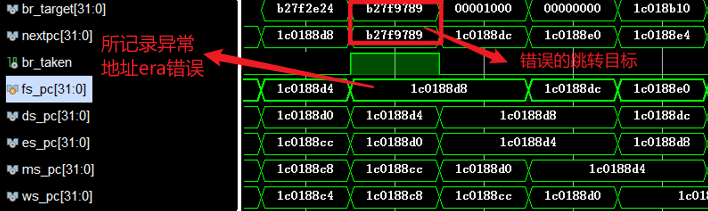 br_target[31:0] b27f2e24 b27f9789 00001000 00000000 1c018b10
nextpc[31:0] 1c0188d8 b27f9789 1c0188dc 1c0188e0 1c0188e4
br_taken
所记录异常
地址era错误
错误的跳转目标
fs_pc[31:0] 1c0188d4 1c0188d8 1c0188dc 1c0188e0
ds_pc[31:0] 1c0188d0 1c0188d4 1c0188d8 1c0188dc
es_pc[31:0] 1c0188cc 1c0188d0 1c0188d4 1c0188d8
ms_pc[31:0] 1c0188c8 1c0188cc 1c0188d0 1c0188d4
ws_pc[31:0] 1c0188c4 1c0188c8 1c0188cc 1c0188d0 1c018